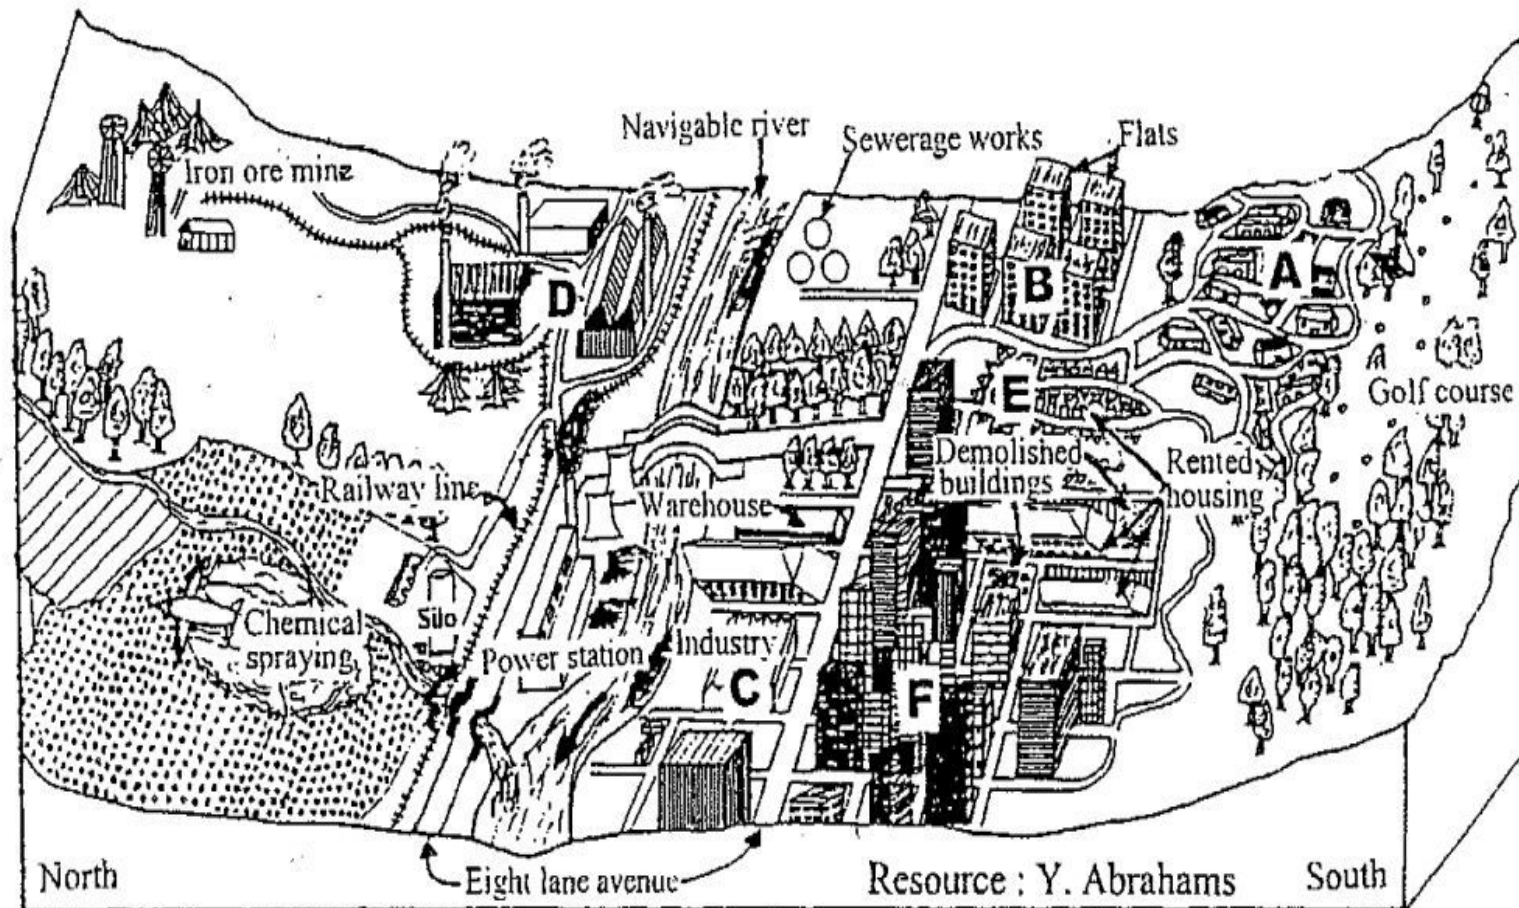 Navigable river
Sewerage works
Flats
Iron ore mine
A
B
D
E
Golf course
Demolished
buildings
Rented
housing
Railway line
Warehouse
Chemical
spraying
Silo
Power station
Industry
C
F
North
Eight lane avenue
Resource : Y. Abrahams
South